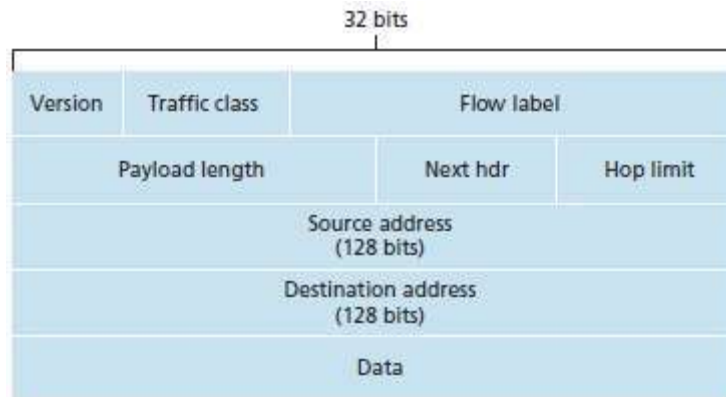 32 bits
Version Traffic class Flow label
Payload length Next hdr Hop limit
Source address
(128 bits)
Destination address
(128 bits)
Data